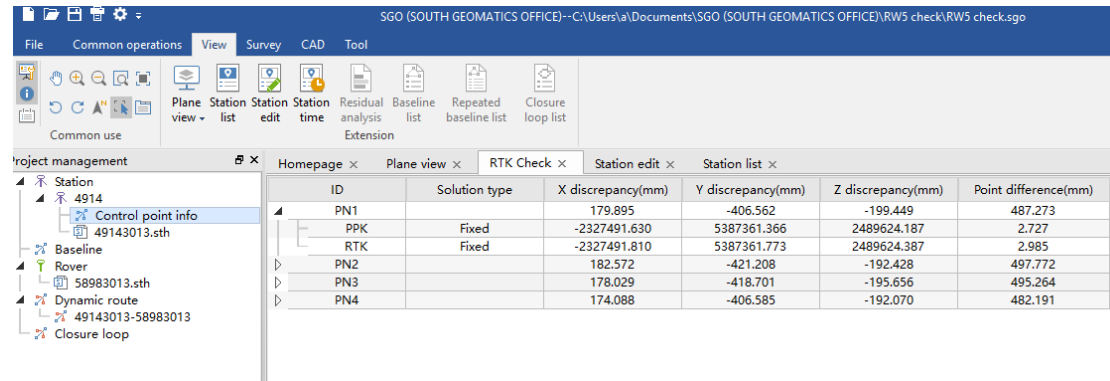 SGO (SOUTH GEOMATICS OFFICE)--C:\Users\a\Documents\SGO (SOUTH GEOMATICS OFFICE)\RW5 check\RW5 check.sgo
File Common operations View Survey CAD Tool
Plane view Station list Station edit Station time Residual analysis Baseline list Repeated baseline list Closure loop list
Common use Extension
Project management
Homepage Plane view RTK Check Station edit Station list
Station
4914
Control point info
49143013.sth
Baseline
Rover
58983013.sth
Dynamic route
49143013-58983013
Closure loop
ID Solution type X discrepancy(mm) Y discrepancy(mm) Z discrepancy(mm) Point difference(mm)
PN1 179.895 -406.562 -199.449 487.273
PPK Fixed -2327491.630 5387361.366 2489624.187 2.727
RTK Fixed -2327491.810 5387361.773 2489624.387 2.985
PN2 182.572 -421.208 -192.428 497.772
PN3 178.029 -418.701 -195.656 495.264
PN4 174.088 -406.585 -192.070 482.191